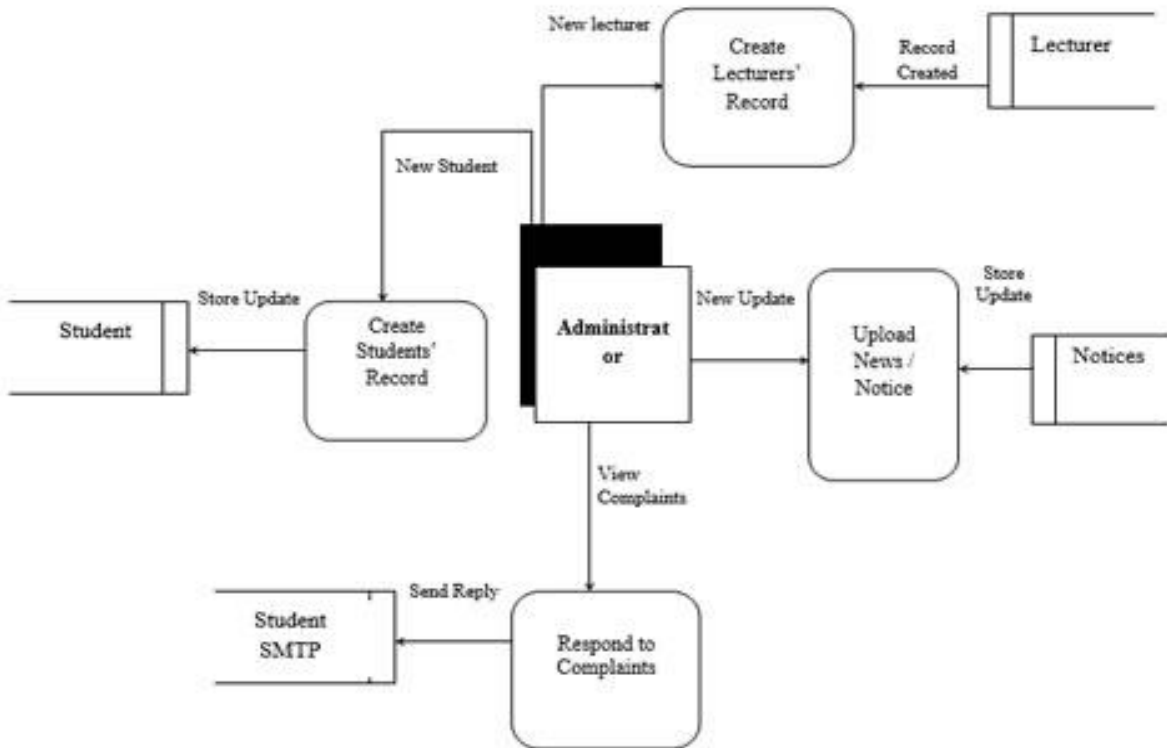 New lecturer
Create
Lecturers'
Record
Record
Created
Lecturer
New Student
Store Update
Student
Create
Students'
Record
Administrat
or
New Update
Upload
News /
Notice
Store
Update
Notices
View
Complaints
Send Reply
Student
SMTP
Respond to
Complaints